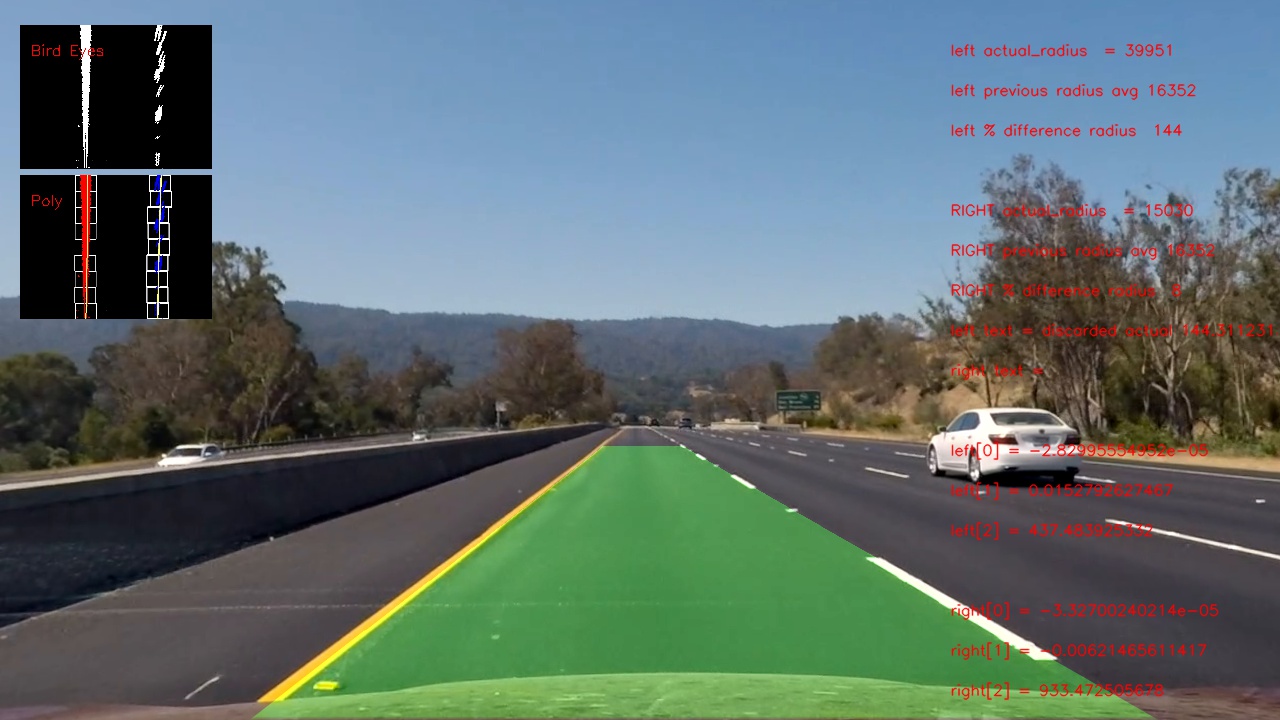 Bird Eyes
Poly
left actual_radius = 39951
left previous radius avg 16352
left % difference radius 144
RIGHT actual_radius = 15030
RIGHT previous radius avg 16352
RIGHT % difference radius 8
left text = discarded actual 144.311231
right text =
left[0] = -2.82995554952e-05
left[1] = 0.0152792827467
left[2] = 437.483925332
right[0] = -3.32700240214e-05
right[1] = -0.00621465611417
right[2] = 933.472505678